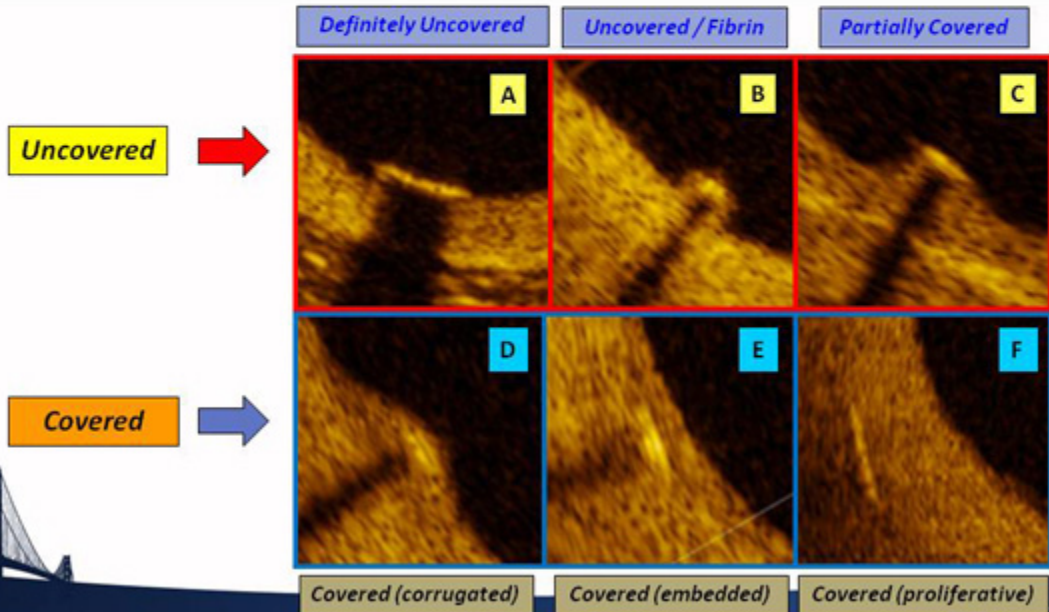 Definitely Uncovered
Uncovered / Fibrin
Partially Covered
A
B
C
Uncovered
D
E
F
Covered
Covered (corrugated)
Covered (embedded)
Covered (proliferative)